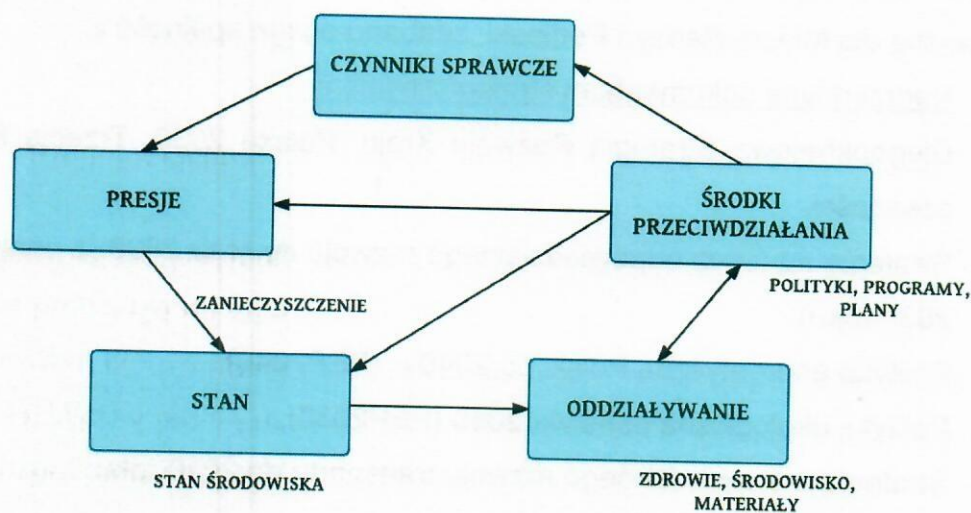 CZYNNIKI SPRAWCZE
PRESJE
ŚRODKI
PRZECIWDZIAŁANIA
POLITYKI, PROGRAMY,
PLANY
ZANIECZYSZCZENIE
STAN
ODDZIAŁYWANIE
STAN ŚRODOWISKA
ZDROWIE, ŚRODOWISKO,
MATERIAŁY